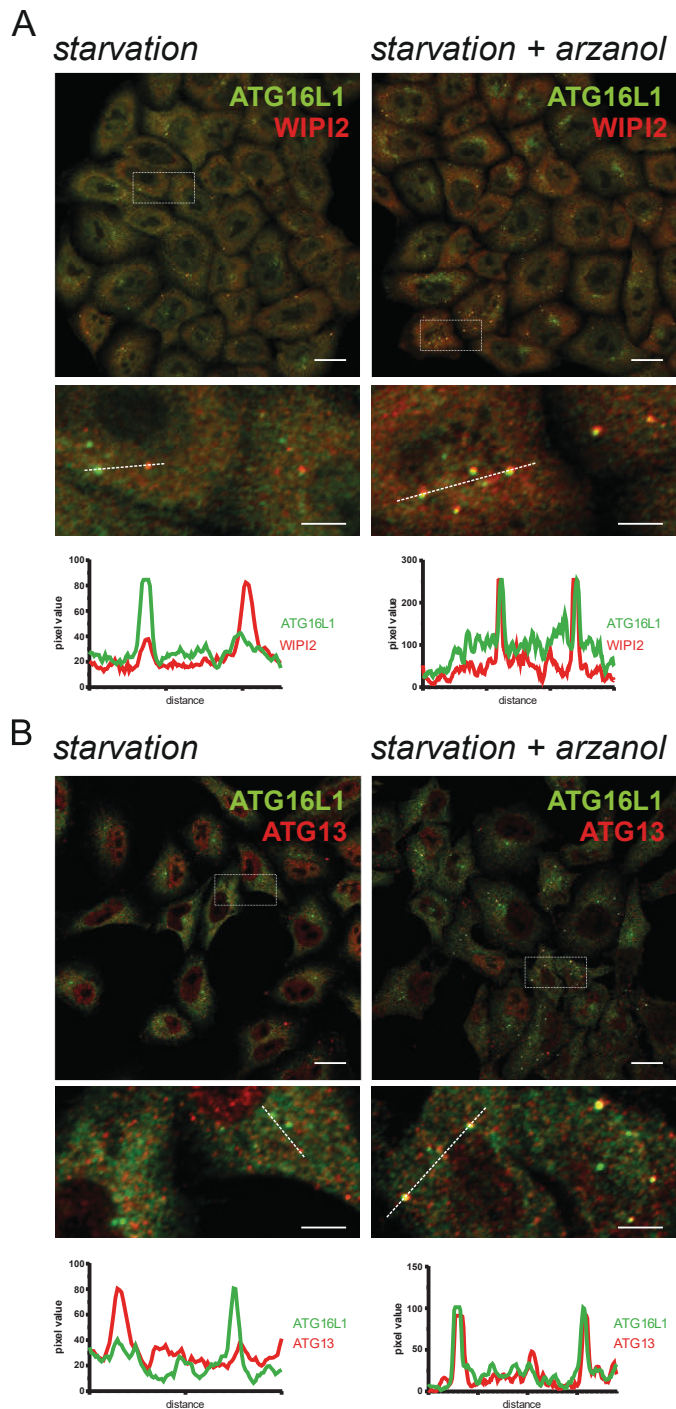 A
starvation
starvation + arzanol
ATG16L1
WIPI2
ATG16L1
WIPI2
100
80
60
40
20
0
pixel value
distance
ATG16L1
WIPI2
300
200
100
0
pixel value
distance
ATG16L1
WIPI2
B
starvation
starvation + arzanol
ATG16L1
ATG13
ATG16L1
ATG13
100
80
60
40
20
0
pixel value
distance
ATG16L1
ATG13
150
100
50
0
pixel value
distance
ATG16L1
ATG13